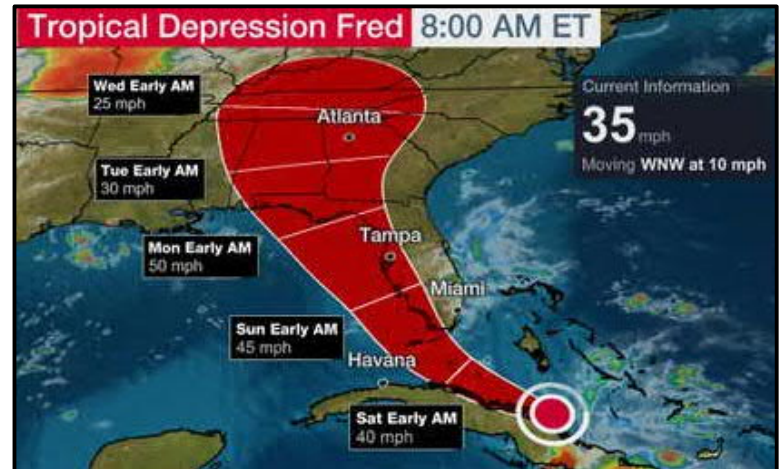 Tropical Depression Fred 8:00 AM ET
Current Information
35 mph
Moving WNW at 10 mph
Wed Early AM
25 mph
Atlanta
Tue Early AM
30 mph
Mon Early AM
50 mph
Tampa
Miami
Sun Early AM
45 mph
Havana
Sat Early AM
40 mph